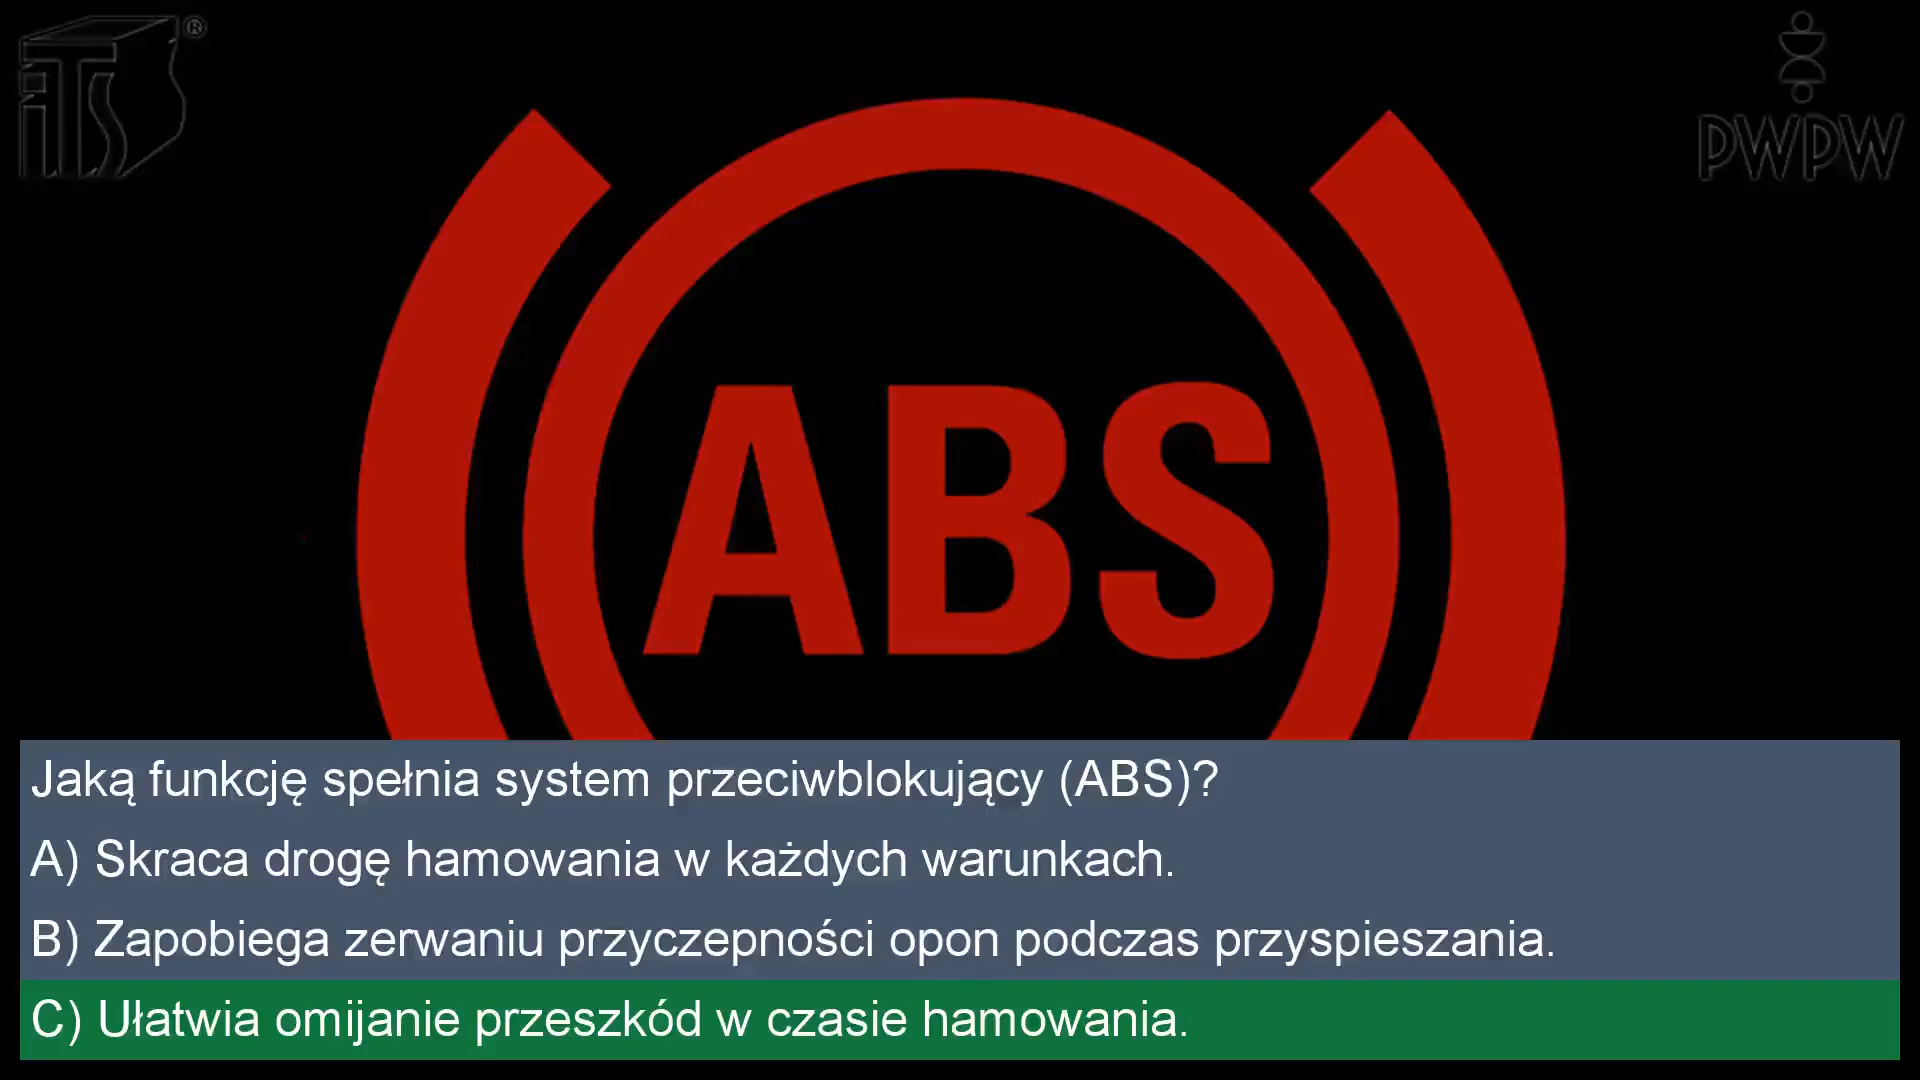 iTS®
PWPW
ABS
Jaką funkcję spełnia system przeciwblokujący (ABS)?
A) Skraca drogę hamowania w każdych warunkach.
B) Zapobiega zerwaniu przyczepności opon podczas przyspieszania.
C) Ułatwia omijanie przeszkód w czasie hamowania.